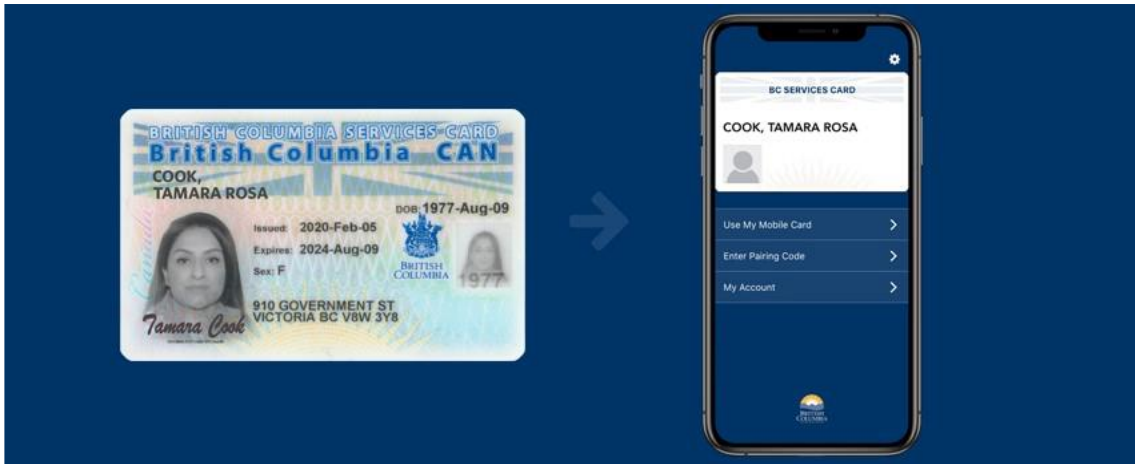 BRITISH COLUMBIA SERVICES CARD
British Columbia CAN
COOK,
TAMARA ROSA
DOB: 1977-Aug-09
Issued: 2020-Feb-05
Expires: 2024-Aug-09
Sex: F
BRITISH
COLUMBIA
1977
910 GOVERNMENT ST
VICTORIA BC V8W 3Y8
Tamara Cook
BC SERVICES CARD
COOK, TAMARA ROSA
Use My Mobile Card
Enter Pairing Code
My Account
BRITISH
COLUMBIA